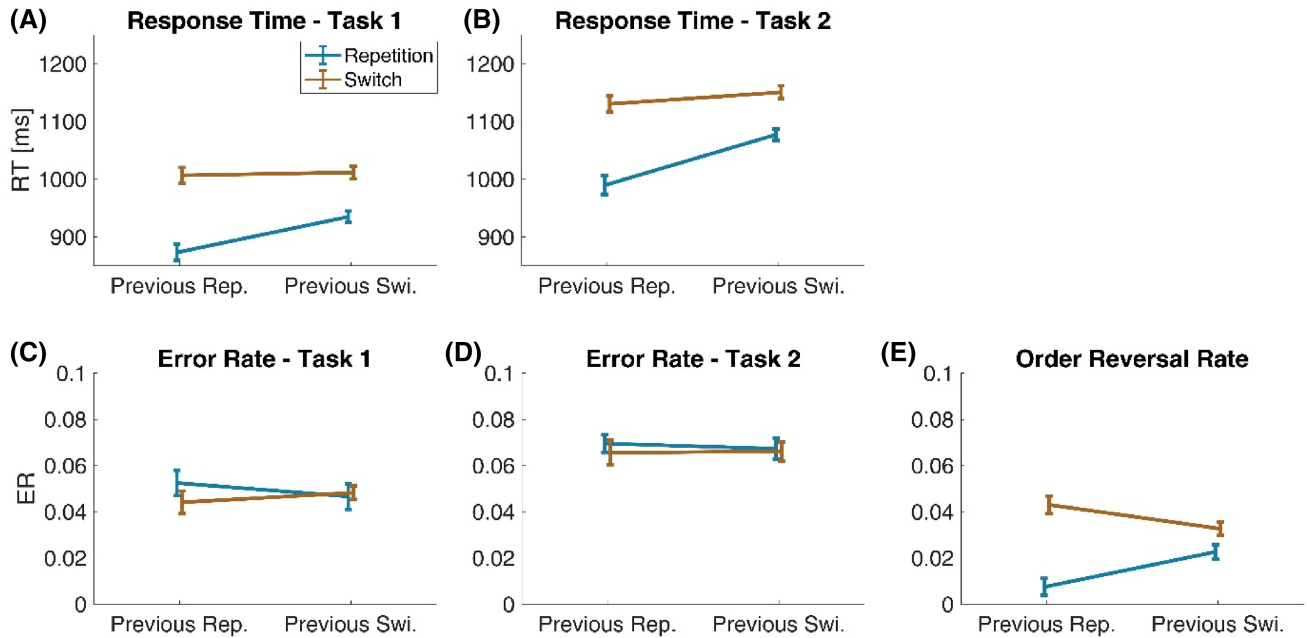 (A) Response Time - Task 1
Repetition
Switch
1200
1100
1000
900
RT [ms]
Previous Rep. Previous Swi.
(B) Response Time - Task 2
1200
1100
1000
900
Previous Rep. Previous Swi.
(C) Error Rate - Task 1
0.1
0.08
0.06
0.04
0.02
0
ER
Previous Rep. Previous Swi.
(D) Error Rate - Task 2
0.1
0.08
0.06
0.04
0.02
0
Previous Rep. Previous Swi.
(E) Order Reversal Rate
0.1
0.08
0.06
0.04
0.02
0
Previous Rep. Previous Swi.